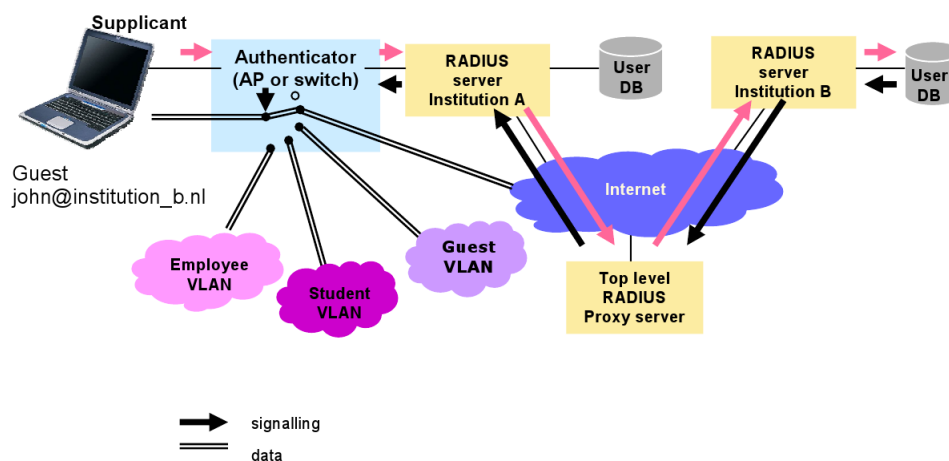 Supplicant
Authenticator
(AP or switch)
RADIUS
server
Institution A
User
DB
RADIUS
server
Institution B
User
DB
Guest
john@institution_b.nl
Internet
Employee
VLAN
Student
VLAN
Guest
VLAN
Top level
RADIUS
Proxy server
signalling
data